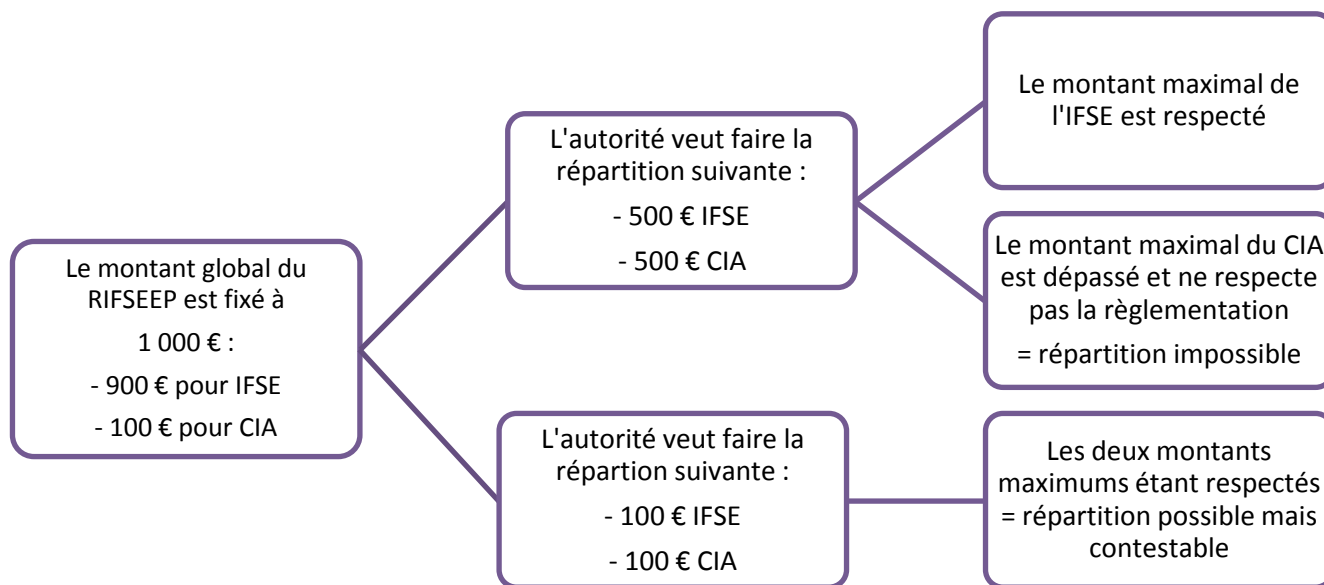 Le montant global du
RIFSEEP est fixé à
1 000 € :
- 900 € pour IFSE
- 100 € pour CIA
L'autorité veut faire la
répartition suivante :
- 500 € IFSE
- 500 € CIA
Le montant maximal de
l'IFSE est respecté
Le montant maximal du CIA
est dépassé et ne respecte
pas la règlementation
= répartition impossible
L'autorité veut faire la
répartion suivante :
- 100 € IFSE
- 100 € CIA
Les deux montants
maximums étant respectés
= répartition possible mais
contestable